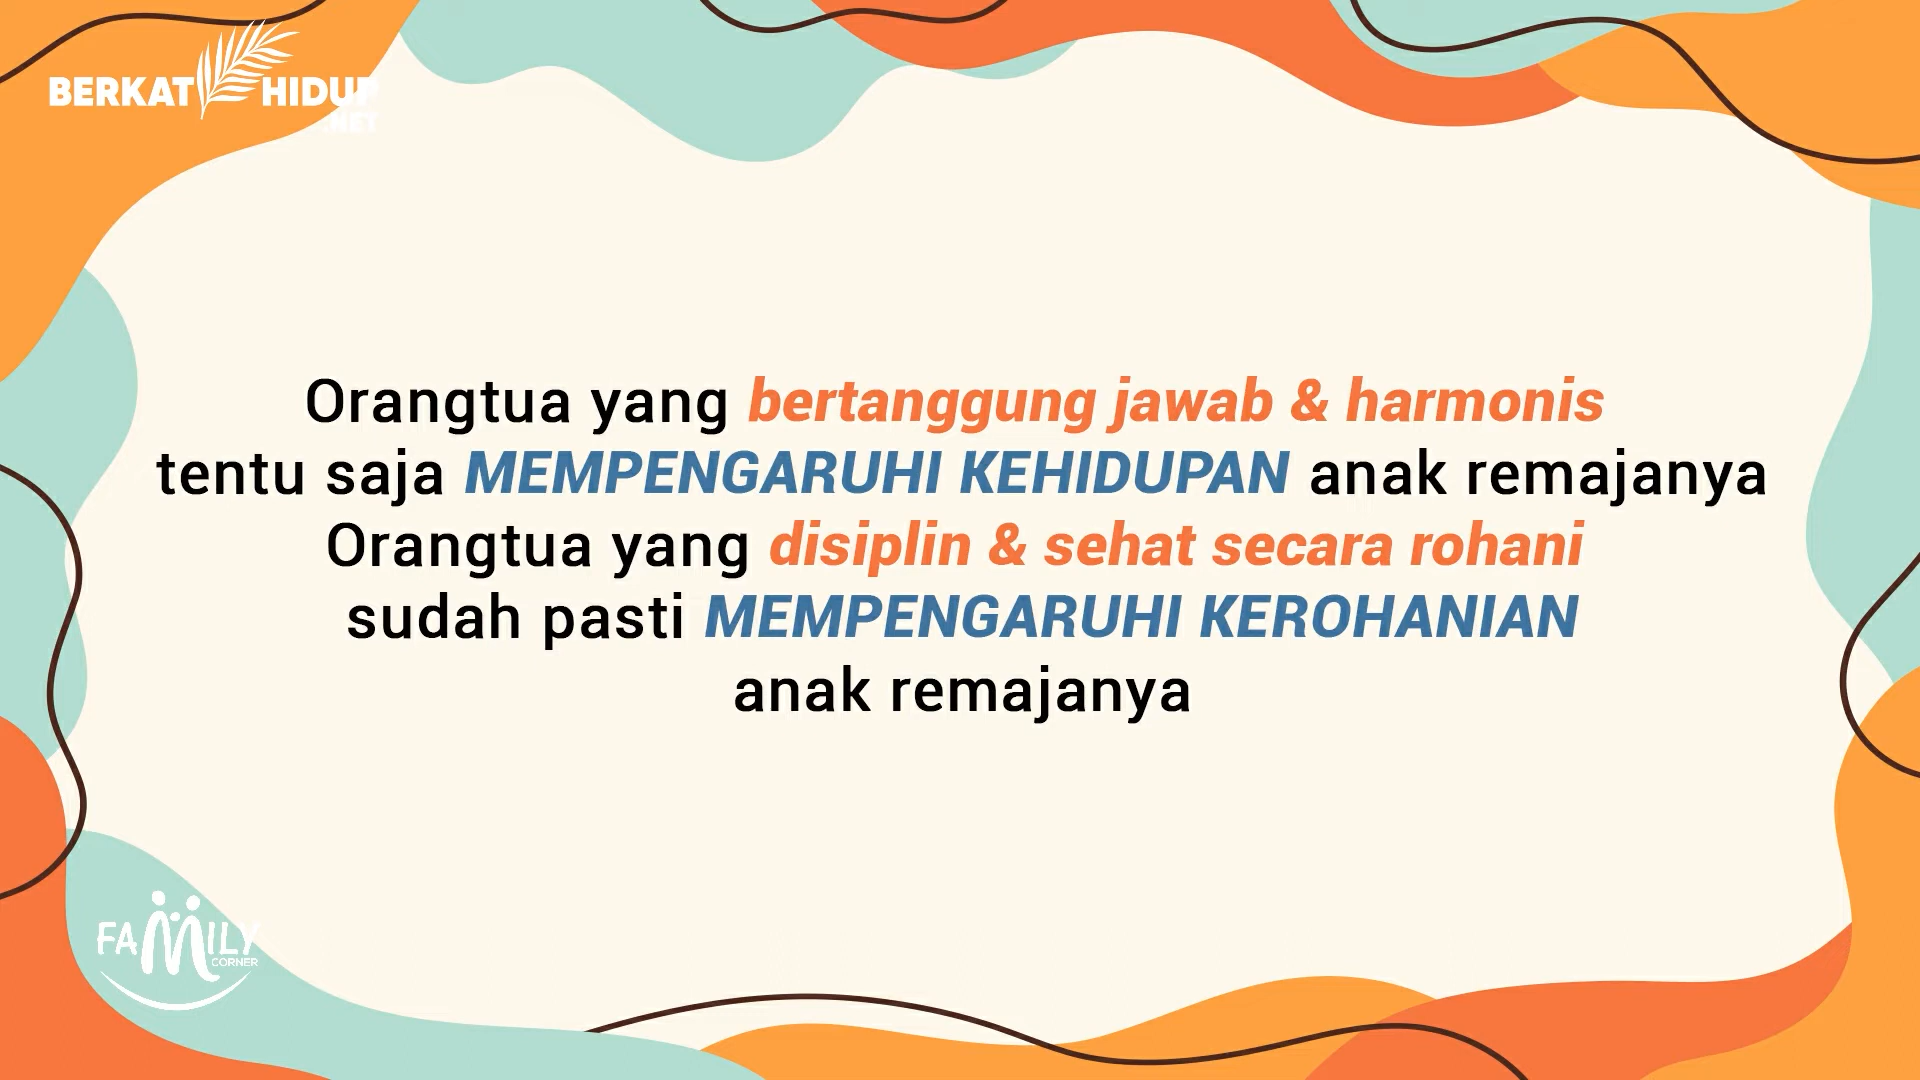 BERKAT HIDUP
.NET
Orangtua yang bertanggung jawab & harmonis
tentu saja MEMPENGARUHI KEHIDUPAN anak remajanya
Orangtua yang disiplin & sehat secara rohani
sudah pasti MEMPENGARUHI KEROHANIAN
anak remajanya
FAMILY
CORNER